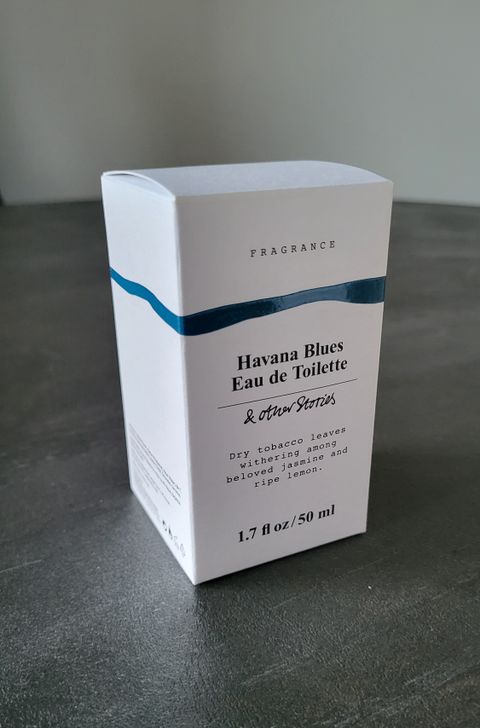 FRAGRANCE
Havana Blues
Eau de Toilette
& other Stories
Dry tobacco leaves
withering among
beloved jasmine and
ripe lemon.
1.7 fl oz/50 ml